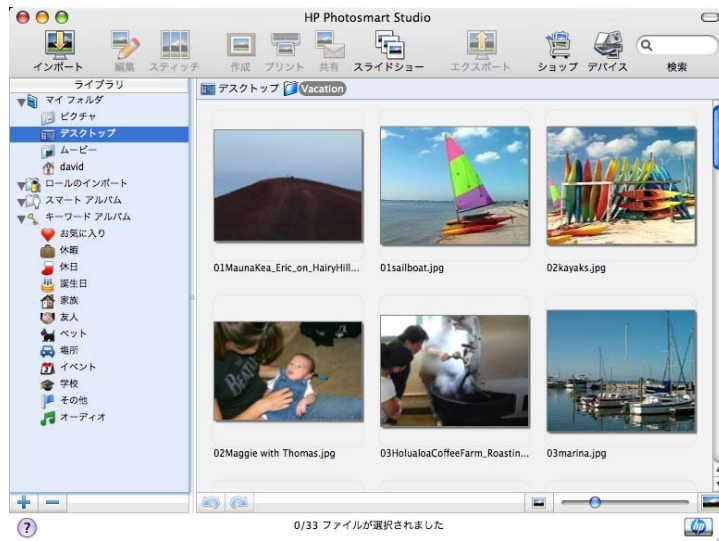 HP Photosmart Studio
インポート 編集 スティッチ 作成 プリント 共有 スライドショー エクスポート ショップ デバイス 検索
ライブラリ
デスクトップ Vacation
マイ フォルダ
ピクチャ
デスクトップ
ムービー
david
ロールのインポート
スマート アルバム
キーワード アルバム
お気に入り
休暇
休日
誕生日
家族
友人
ペット
場所
イベント
学校
その他
オーディオ
01MaunaKea_Eric_on_HairyHill... 01sailboat.jpg 02kayaks.jpg
02Maggie with Thomas.jpg 03HolualoaCoffeeFarm_Roastin... 03marina.jpg
0/33 ファイルが選択されました
hp